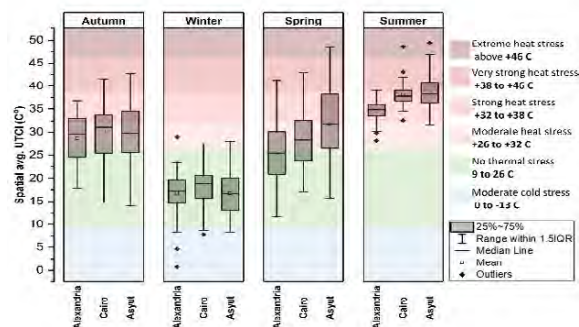 Autumn
Winter
Spring
Summer
Spatial avg. UTCI (C°)
50
45
40
35
30
25
20
15
10
5
0
Alexandria
Cairo
Asyut
Alexandria
Cairo
Asyut
Alexandria
Cairo
Asyut
Alexandria
Cairo
Asyut
Extreme heat stress
above +46 C
Very strong heat stress
+38 to +46 C
Strong heat stress
+32 to +38 C
Moderate heat stress
+26 to +32 C
No thermal stress
9 to 26 C
Moderate cold stress
0 to -13 C
25%~75%
Range within 1.5IQR
Median Line
Mean
Outliers